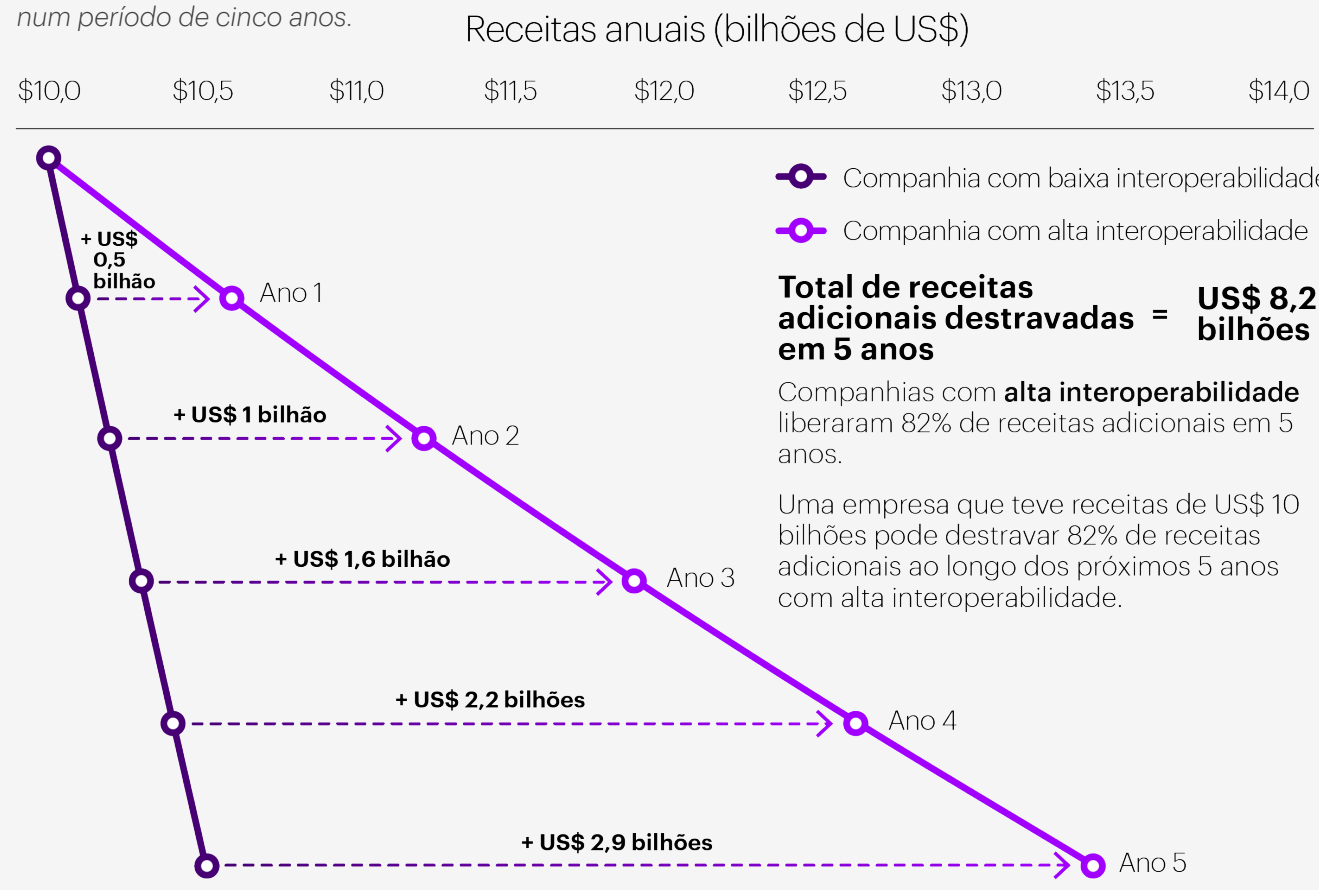 num período de cinco anos.
Receitas anuais (bilhões de US$)
$10,0 $10,5 $11,0 $11,5 $12,0 $12,5 $13,0 $13,5 $14,0
Companhia com baixa interoperabilidade
Companhia com alta interoperabilidade
+ US$
0,5
bilhão
Ano 1
Total de receitas
adicionais destravadas
em 5 anos
=
US$ 8,2
bilhões
Companhias com alta interoperabilidade
liberaram 82% de receitas adicionais em 5
anos.
+ US$ 1 bilhão
Ano 2
Uma empresa que teve receitas de US$ 10
bilhões pode destravar 82% de receitas
adicionais ao longo dos próximos 5 anos
com alta interoperabilidade.
+ US$ 1,6 bilhão
Ano 3
+ US$ 2,2 bilhões
Ano 4
+ US$ 2,9 bilhões
Ano 5